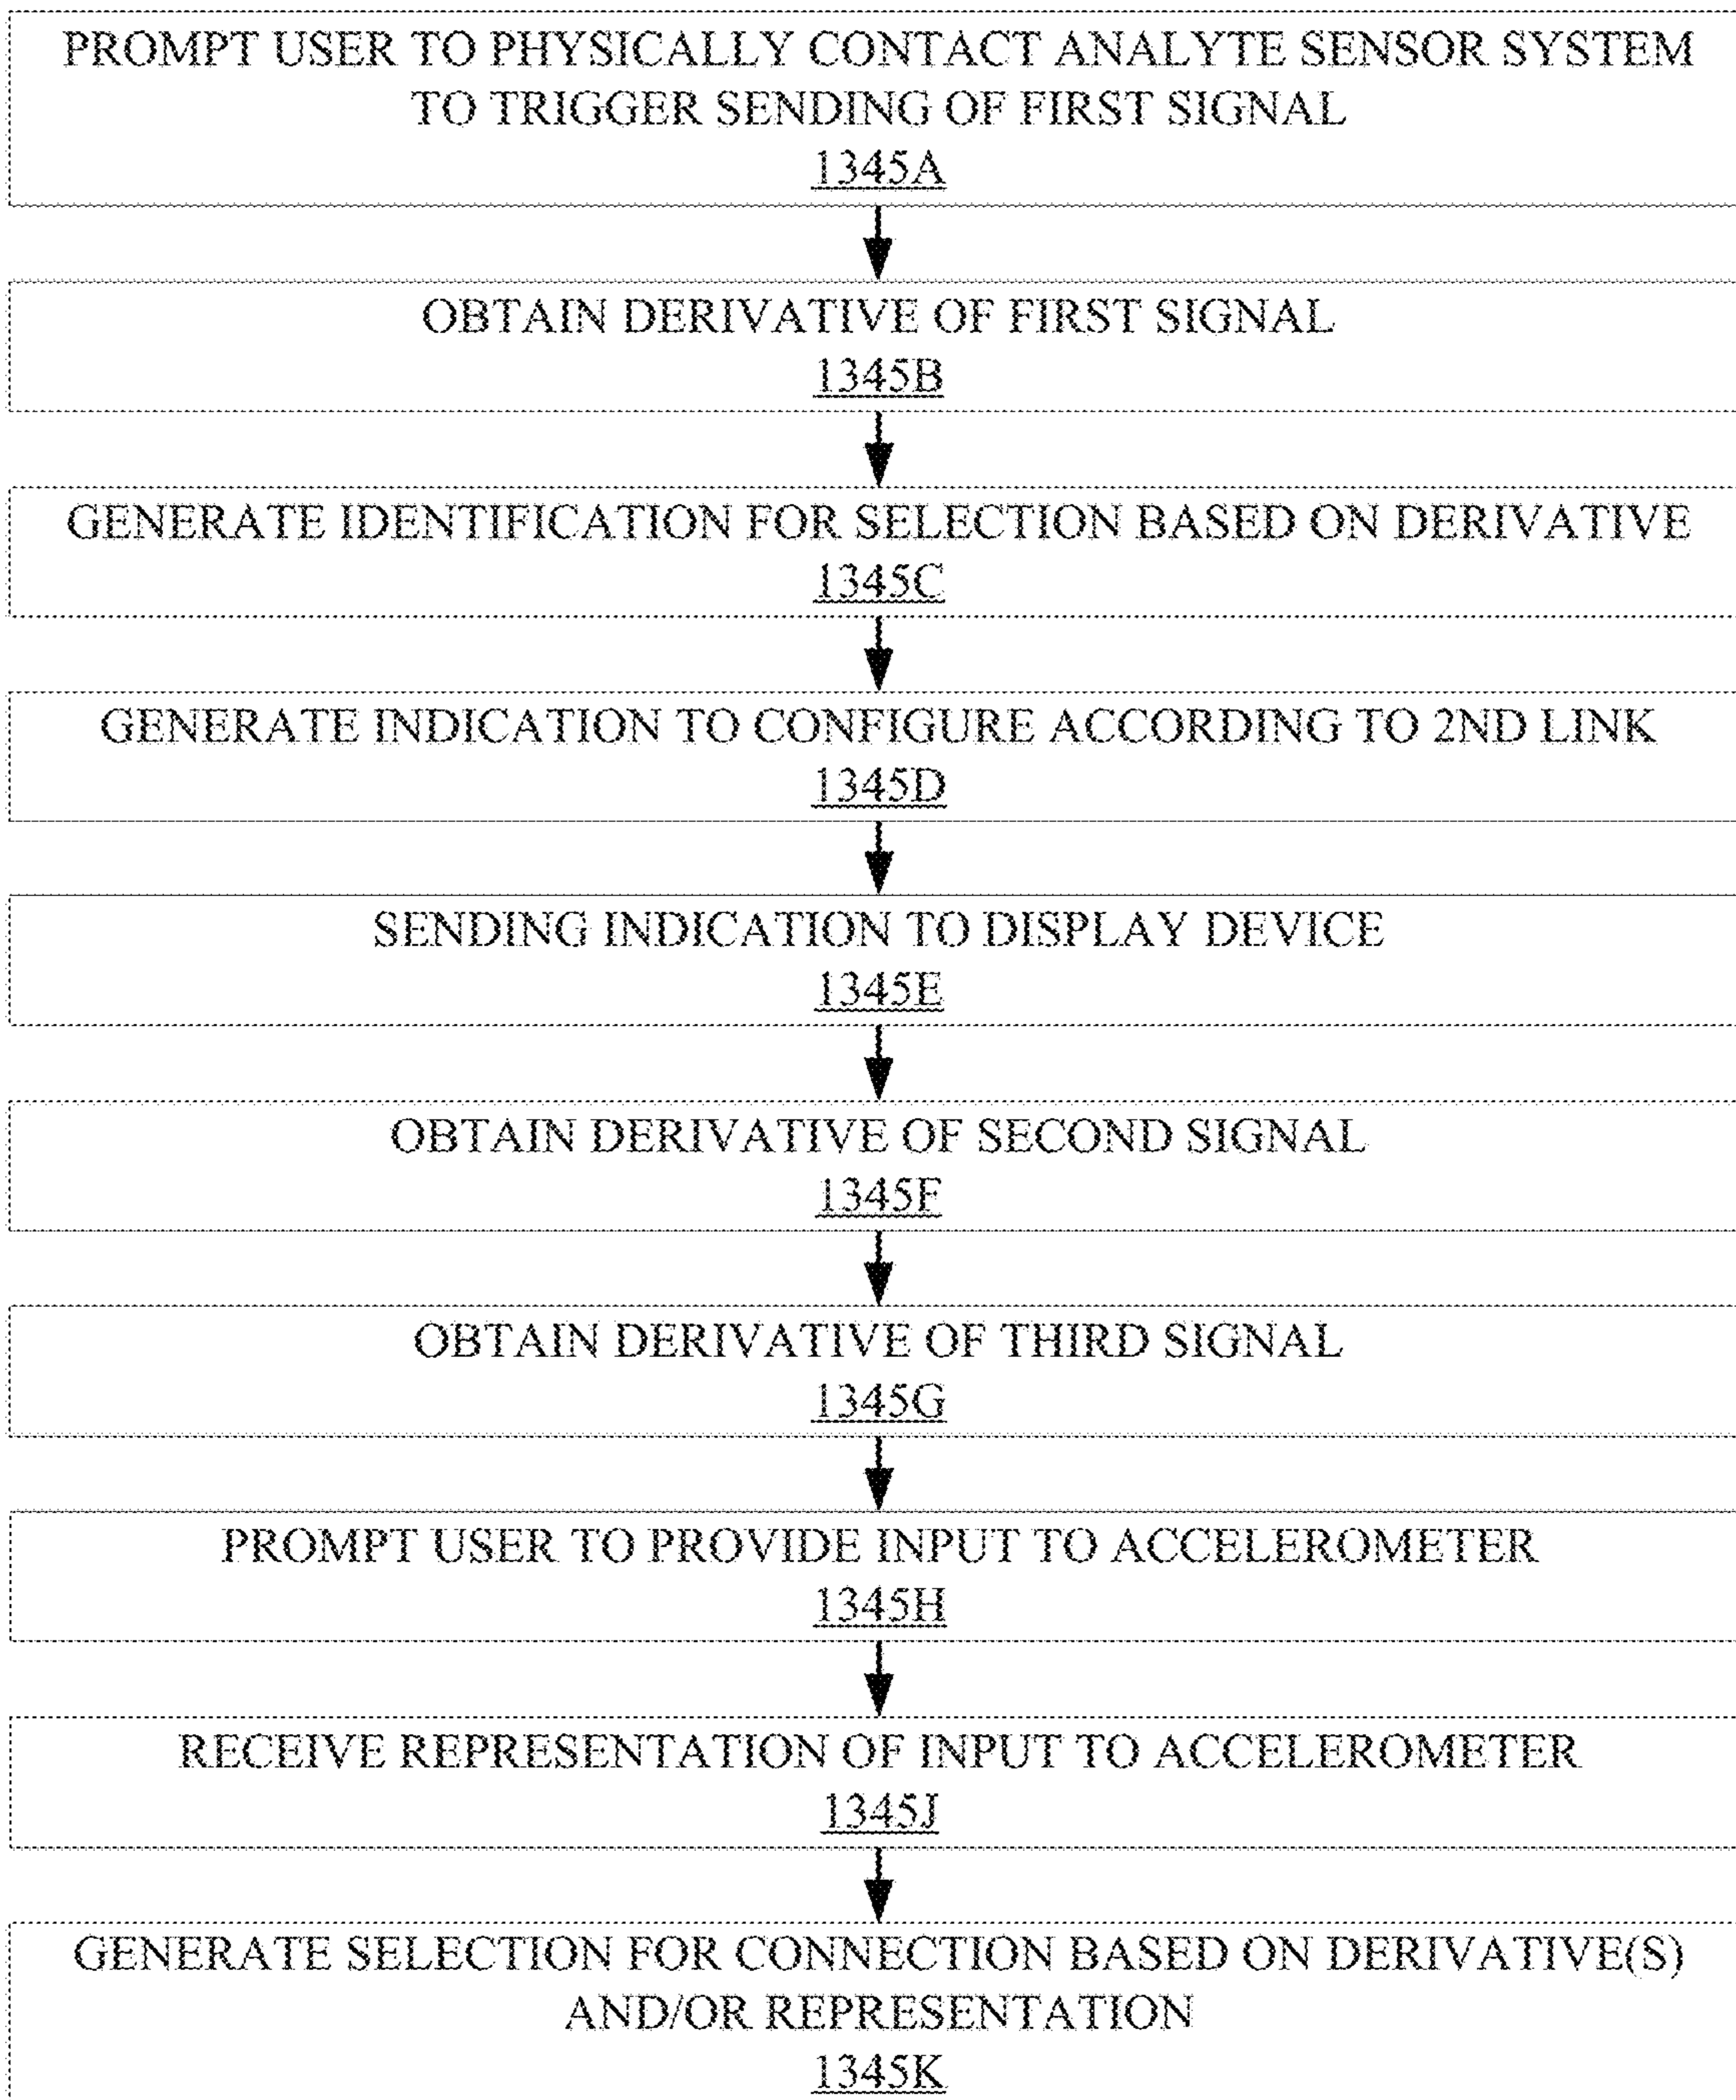 PROMPT USER TO PHYSICALLY CONTACT ANALYTE SENSOR SYSTEM
TO TRIGGER SENDING OF FIRST SIGNAL
1345A
OBTAIN DERIVATIVE OF FIRST SIGNAL
1345B
GENERATE IDENTIFICATION FOR SELECTION BASED ON DERIVATIVE
1345C
GENERATE INDICATION TO CONFIGURE ACCORDING TO 2ND LINK
1345D
SENDING INDICATION TO DISPLAY DEVICE
1345E
OBTAIN DERIVATIVE OF SECOND SIGNAL
1345F
OBTAIN DERIVATIVE OF THIRD SIGNAL
1345G
PROMPT USER TO PROVIDE INPUT TO ACCELEROMETER
1345H
RECEIVE REPRESENTATION OF INPUT TO ACCELEROMETER
1345J
GENERATE SELECTION FOR CONNECTION BASED ON DERIVATIVE(S)
AND/OR REPRESENTATION
1345K